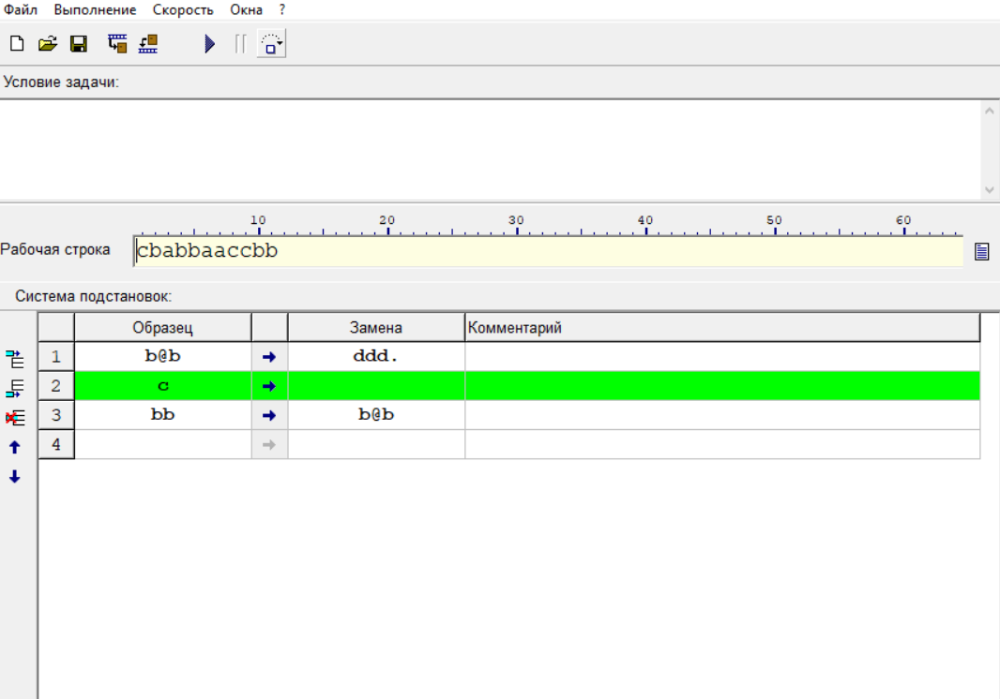 Файл Выполнение Скорость Окна ?
Условие задачи:
10 20 30 40 50 60
Рабочая строка cbabbaaccbb
Система подстановок:
Образец Замена Комментарий
1 b@b ➔ ddd.
2 c ➔
3 bb ➔ b@b
4 ➔